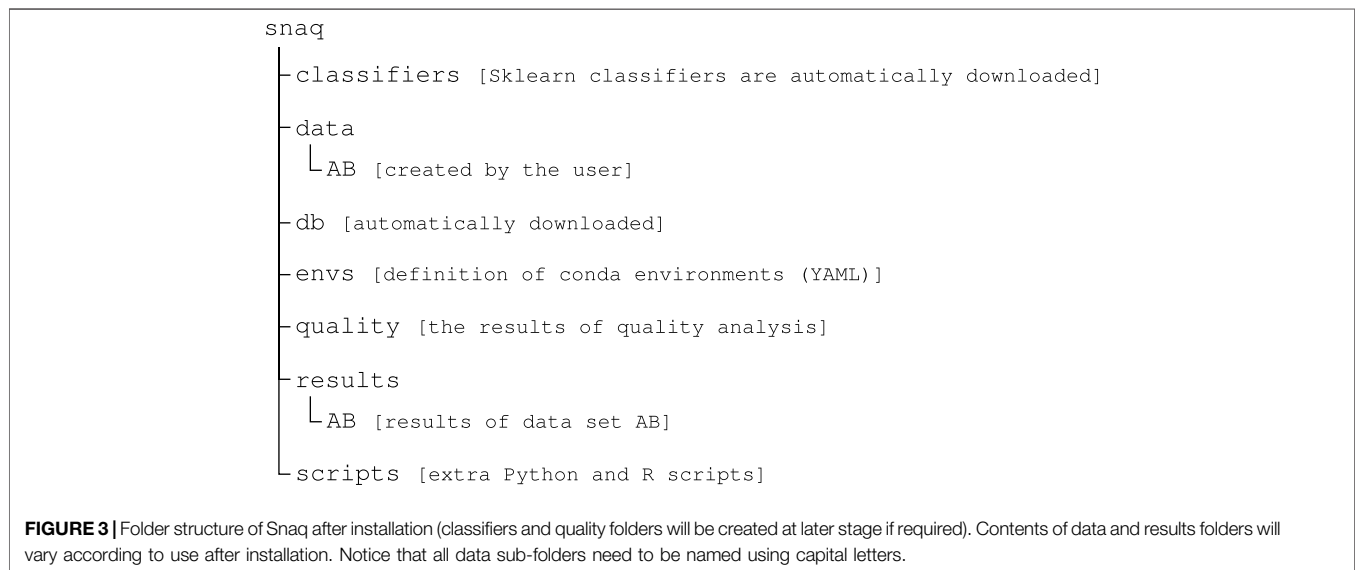 snaq
classifiers [Sklearn classifiers are automatically downloaded]
data
AB [created by the user]
db [automatically downloaded]
envs [definition of conda environments (YAML)]
quality [the results of quality analysis]
results
AB [results of data set AB]
scripts [extra Python and R scripts]
FIGURE 3 | Folder structure of Snaq after installation (classifiers and quality folders will be created at later stage if required). Contents of data and results folders will
vary according to use after installation. Notice that all data sub-folders need to be named using capital letters.